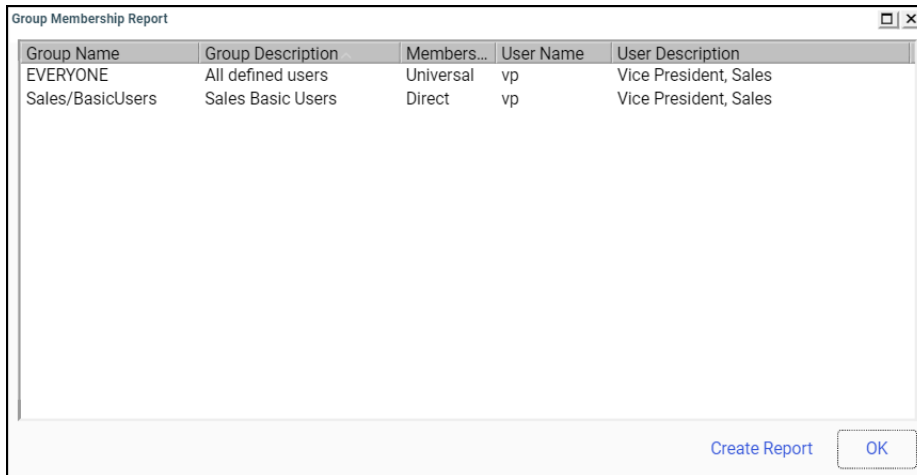 Group Membership Report
Group Name Group Description Members... User Name User Description
EVERYONE All defined users Universal vp Vice President, Sales
Sales/BasicUsers Sales Basic Users Direct vp Vice President, Sales
Create Report OK